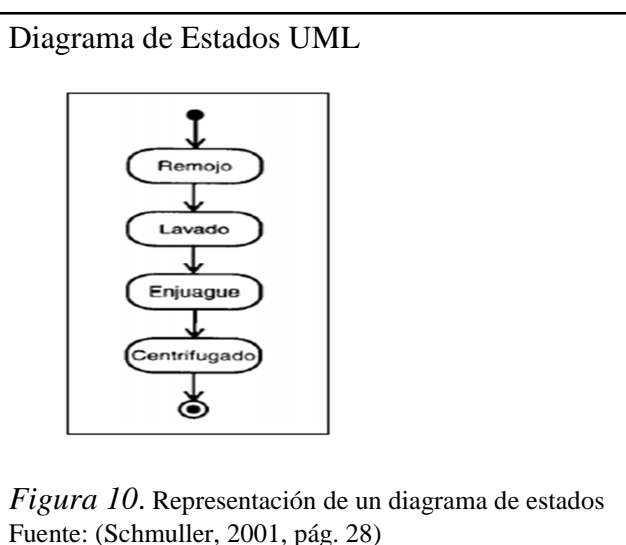 Diagrama de Estados UML
Remojo
Lavado
Enjuague
Centrifugado
Figura 10. Representación de un diagrama de estados
Fuente: (Schmuller, 2001, pág. 28)